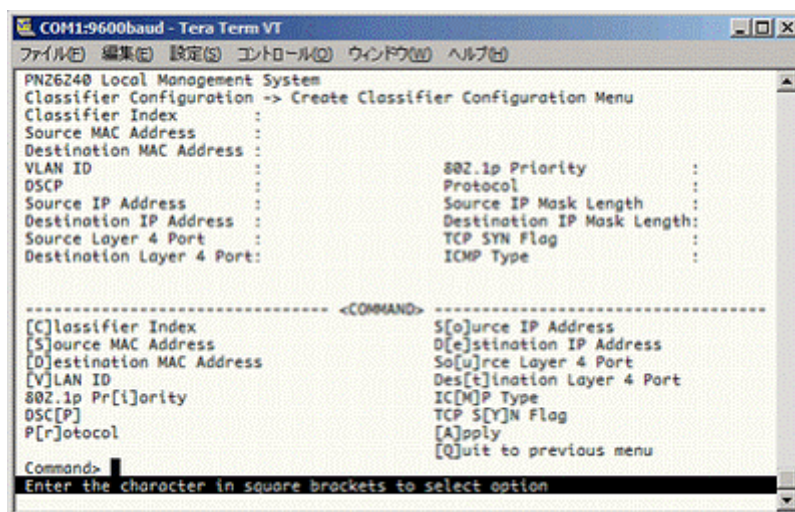 COM1:9600baud - Tera Term VT
ファイル(F) 編集(E) 設定(S) コントロール(O) ウィンドウ(W) ヘルプ(H)
PN26240 Local Management System
Classifier Configuration -> Create Classifier Configuration Menu
Classifier Index :
Source MAC Address :
Destination MAC Address :
VLAN ID : 802.1p Priority :
DSCP : Protocol :
Source IP Address : Source IP Mask Length :
Destination IP Address : Destination IP Mask Length:
Source Layer 4 Port : TCP SYN Flag :
Destination Layer 4 Port: ICMP Type :
-------------------------------- <COMMAND> -----------------------------------
[C]lassifier Index S[o]urce IP Address
[S]ource MAC Address D[e]stination IP Address
[D]estination MAC Address So[u]rce Layer 4 Port
[V]LAN ID Des[t]ination Layer 4 Port
802.1p Pr[i]ority IC[M]P Type
DSC[P] TCP S[Y]N Flag
P[r]otocol [A]pply
[Q]uit to previous menu
Command>
Enter the character in square brackets to select option